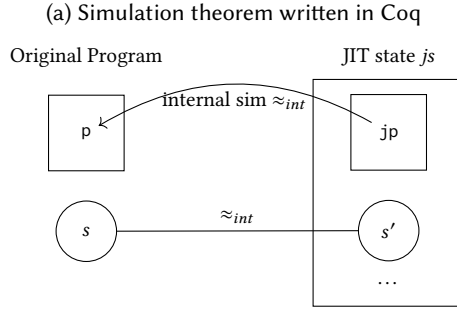 (a) Simulation theorem written in Coq
Original Program
JIT state js
internal sim ≈int
p
jp
≈int
s
s′
...